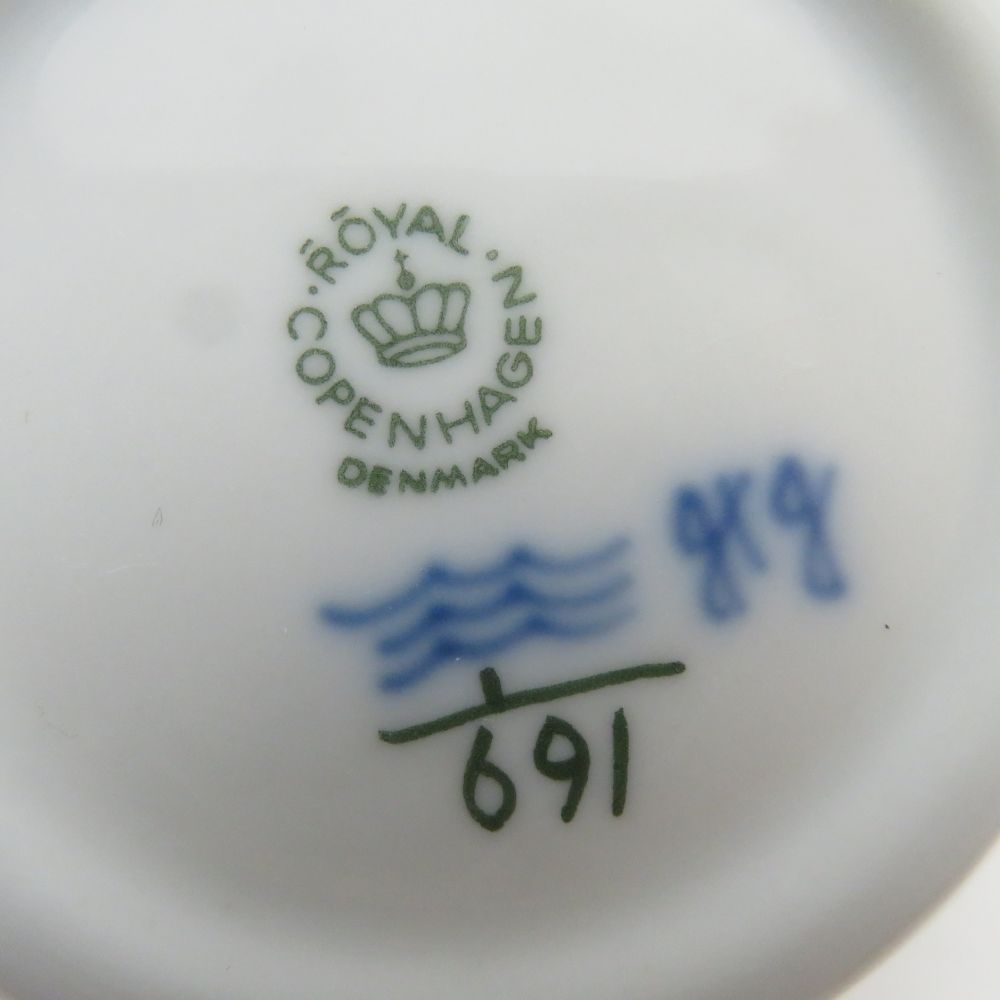 ROYAL
COPENHAGEN
DENMARK
1
691